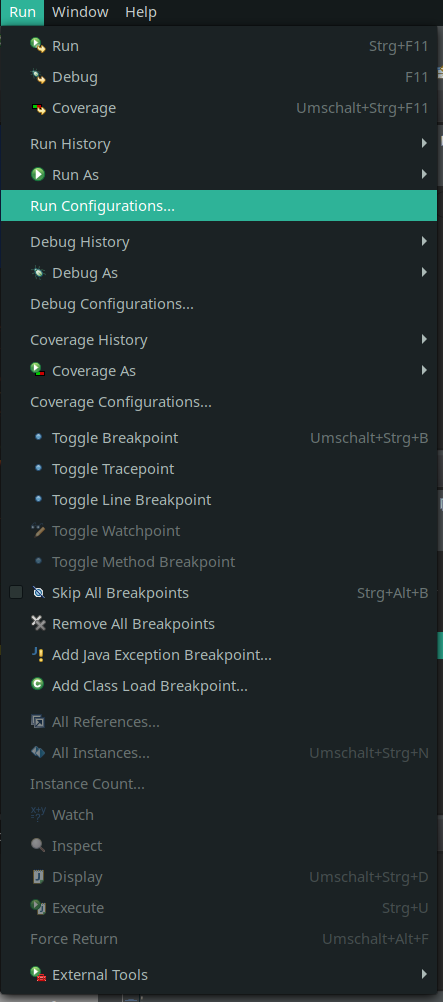 Run Window Help
Run Strg+F11
Debug F11
Coverage Umschalt+Strg+F11
Run History
Run As
Run Configurations...
Debug History
Debug As
Debug Configurations...
Coverage History
Coverage As
Coverage Configurations...
Toggle Breakpoint Umschalt+Strg+B
Toggle Tracepoint
Toggle Line Breakpoint
Toggle Watchpoint
Toggle Method Breakpoint
Skip All Breakpoints Strg+Alt+B
Remove All Breakpoints
Add Java Exception Breakpoint...
Add Class Load Breakpoint...
All References...
All Instances... Umschalt+Strg+N
Instance Count...
Watch
Inspect
Display Umschalt+Strg+D
Execute Strg+U
Force Return Umschalt+Alt+F
External Tools